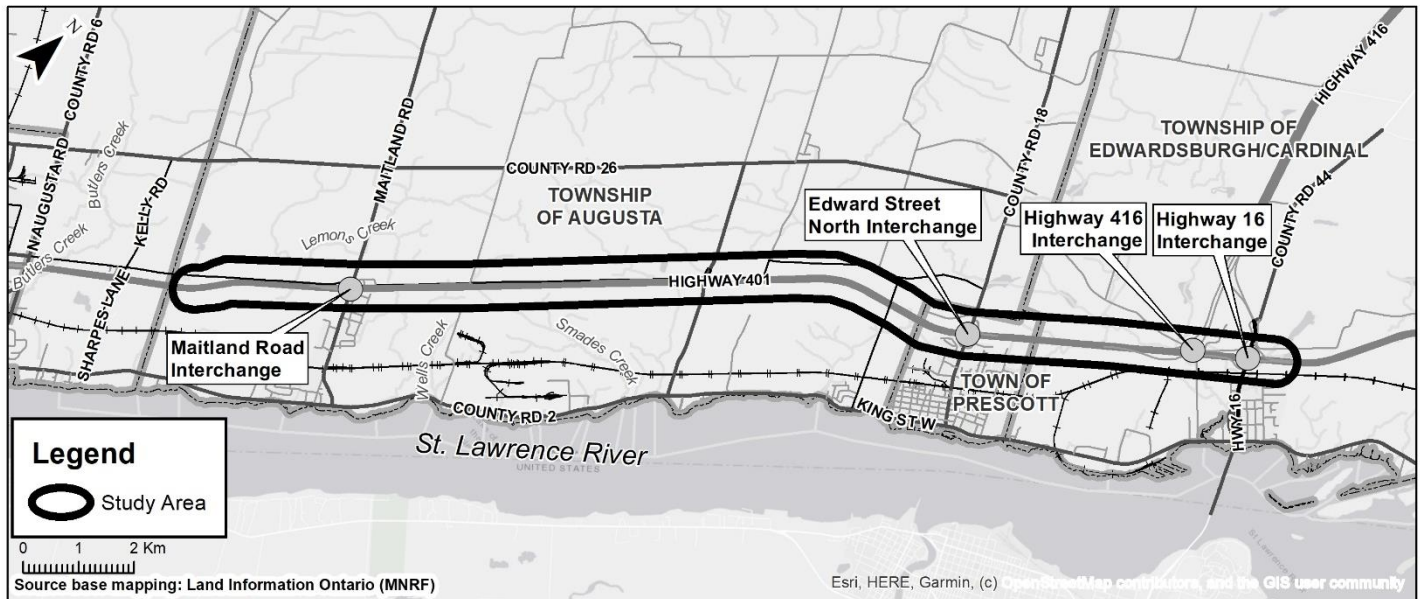 N
COUNTY RD 6
N AUGUSTA RD
Butlers Creek
Butlers Creek
KELLY RD
SHARPES LANE
MAITLAND RD
Lemons Creek
COUNTY RD 26
TOWNSHIP
OF AUGUSTA
HIGHWAY 401
Maitland Road
Interchange
Wells Creek
Smades Creek
COUNTY RD 2
Edward Street
North Interchange
COUNTY RD 18
TOWNSHIP OF
EDWARDSBURGH/CARDINAL
HIGHWAY 416
COUNTY RD 44
Highway 416
Interchange
Highway 16
Interchange
TOWN OF
PRESCOTT
KING ST W
HWY 16
St. Lawrence River
UNITED STATES
Legend
Study Area
0 1 2 Km
Source base mapping: Land Information Ontario (MNRF)
Esri, HERE, Garmin, (c) OpenStreetMap contributors, and the GIS user community